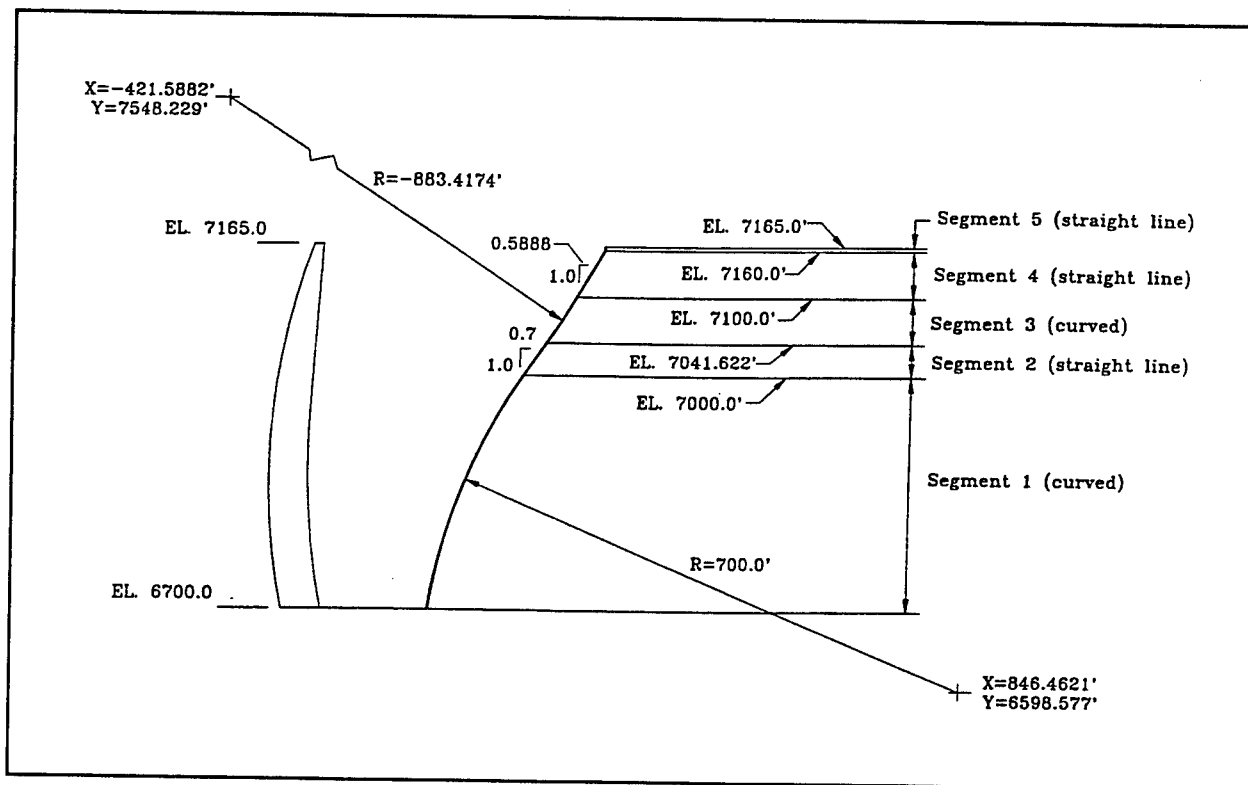 X=-421.5882'
Y=7548.229'
R=-883.4174'
EL. 7165.0
0.5888
1.0
EL. 7165.0'
Segment 5 (straight line)
EL. 7160.0'
Segment 4 (straight line)
EL. 7100.0'
Segment 3 (curved)
0.7
1.0
EL. 7041.622'
Segment 2 (straight line)
EL. 7000.0'
Segment 1 (curved)
R=700.0'
EL. 6700.0
X=846.4621'
Y=6598.577'